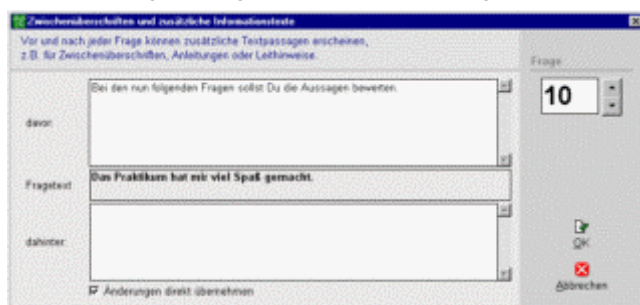 Zwischenüberschriften und zusätzliche Informationstexte
Vor und nach jeder Frage können zusätzliche Textpassagen erscheinen,
z.B. für Zwischenüberschriften, Anleitungen oder Leithinweise.
Frage
10
davor:
Bei den nun folgenden Fragen sollst Du die Aussagen bewerten.
Fragetext
Das Praktikum hat mir viel Spaß gemacht.
dahinter:
OK
Abbrechen
Änderungen direkt übernehmen